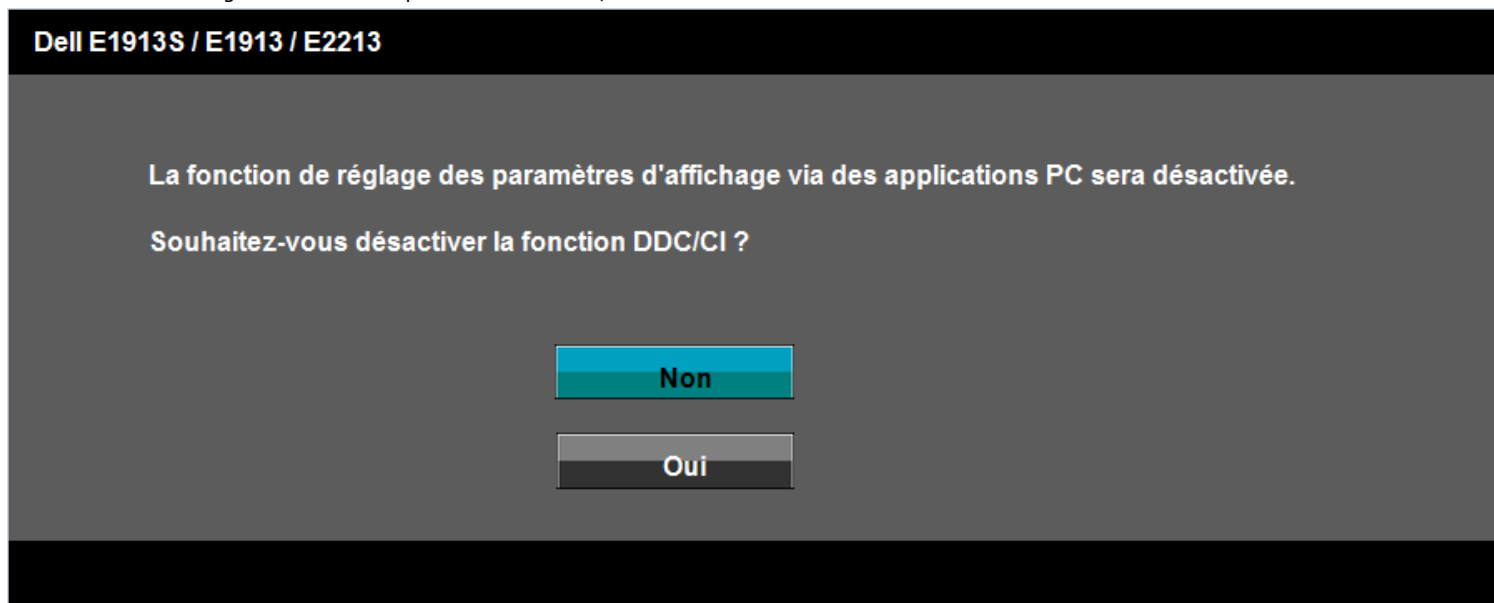 Dell E1913S / E1913 / E2213
La fonction de réglage des paramètres d'affichage via des applications PC sera désactivée.
Souhaitez-vous désactiver la fonction DDC/CI ?
Non
Oui